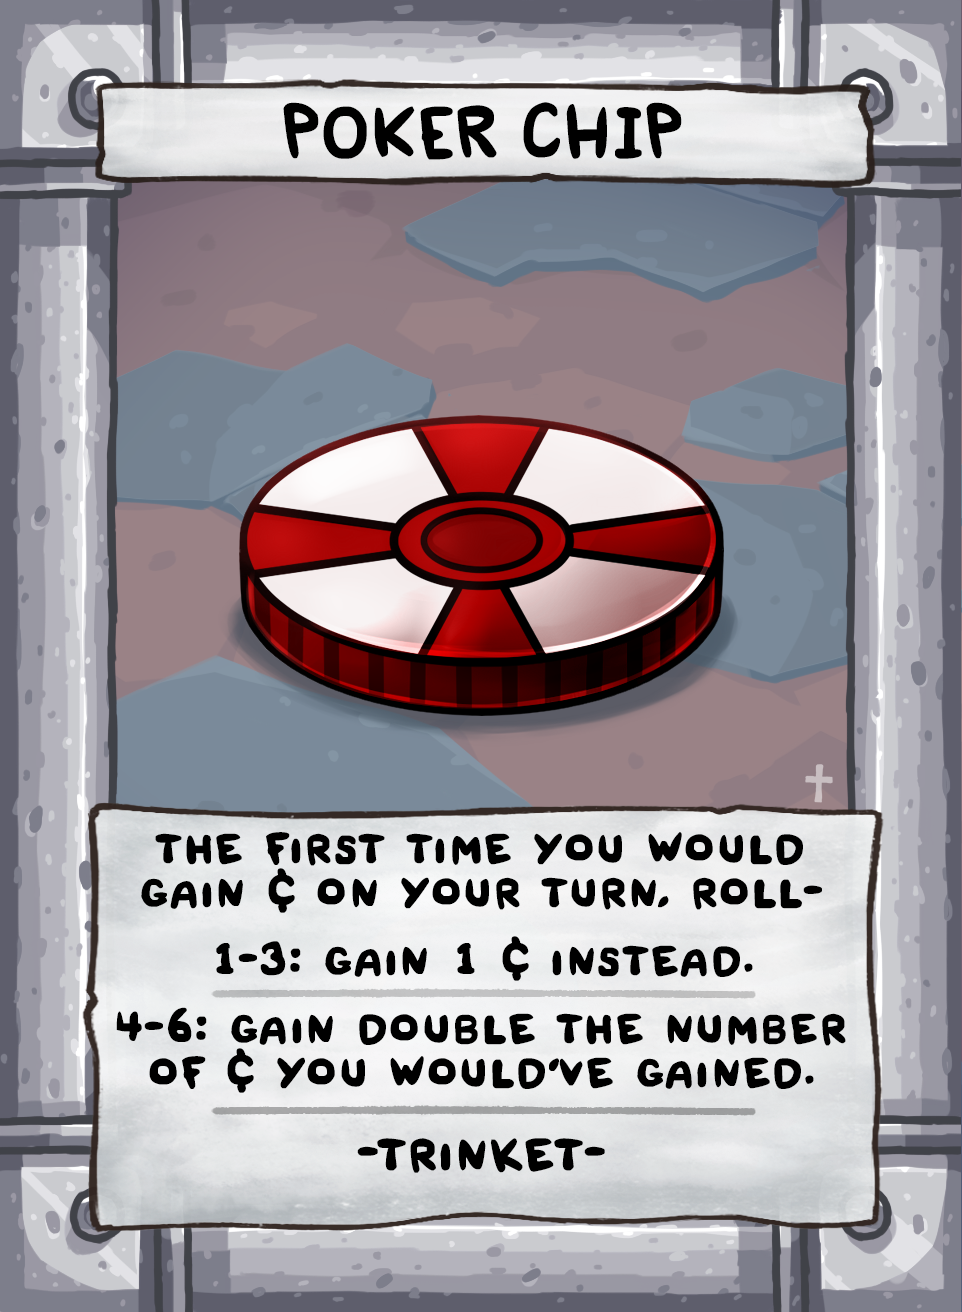 POKER CHIP
THE FIRST TIME YOU WOULD
GAIN ¢ ON YOUR TURN, ROLL-
1-3: GAIN 1 ¢ INSTEAD.
4-6: GAIN DOUBLE THE NUMBER
OF ¢ YOU WOULD'VE GAINED.
-TRINKET-